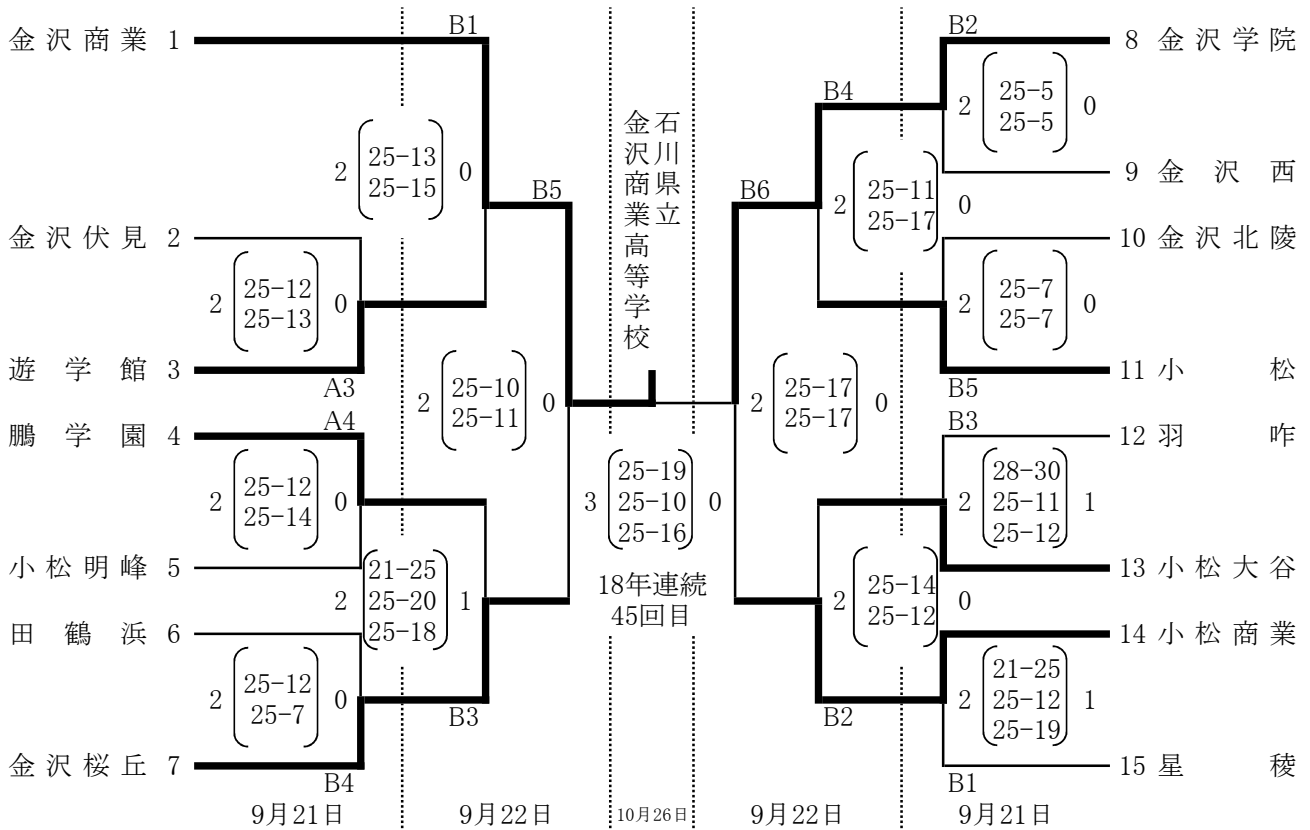 金沢商業 1
B1
2 25-13 0
25-15
金沢伏見 2
2 25-12 0
25-13
遊学館 3
A3
B5
2 25-10 0
25-11
鵬学園 4
A4
2 25-12 0
25-14
小松明峰 5
2 21-25 1
25-20
25-18
田鶴浜 6
2 25-12 0
25-7
金沢桜丘 7
B4
B3
石川県立
金沢商業高等学校
3 25-19 0
25-10
25-16
18年連続
45回目
B2
8 金沢学院
2 25-5 0
25-5
9 金沢西
B4
2 25-11 0
25-17
10 金沢北陵
2 25-7 0
25-7
11 小松
B5
B6
2 25-17 0
25-17
B3
12 羽咋
2 28-30 1
25-11
25-12
13 小松大谷
2 25-14 0
25-12
14 小松商業
2 21-25 1
25-12
25-19
15 星稜
B1
B2
9月21日 9月22日 10月26日 9月22日 9月21日